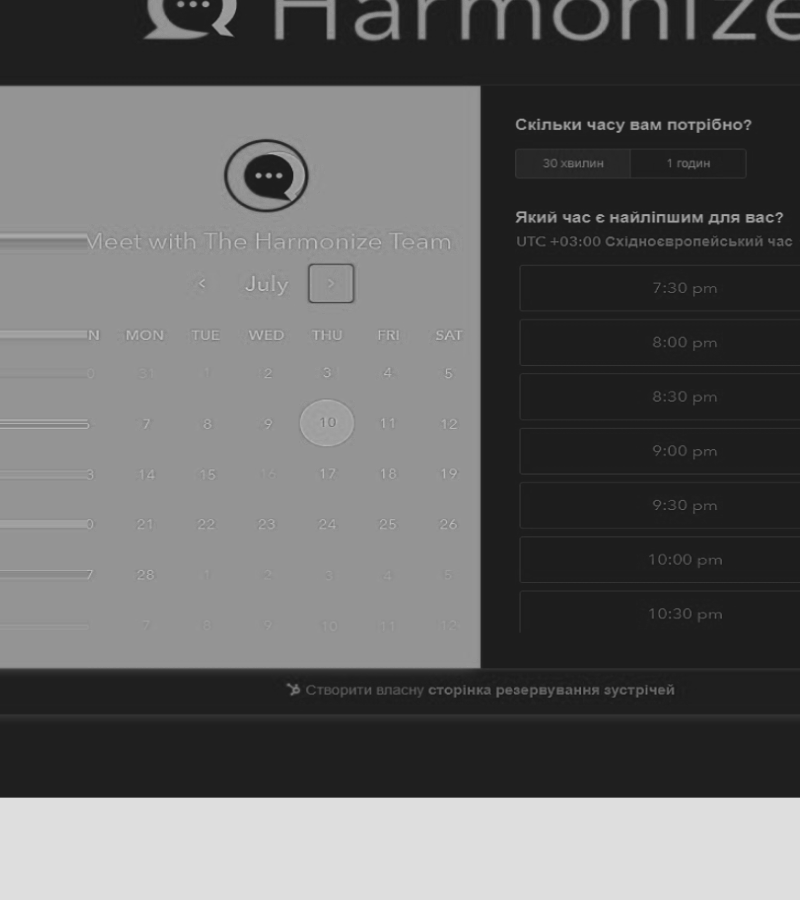 Harmonize
Meet with The Harmonize Team
< July >
N MON TUE WED THU FRI SAT
0 31 1 2 3 4 5
6 7 8 9 10 11 12
3 14 15 16 17 18 19
0 21 22 23 24 25 26
7 28 1 2 3 4 5
7 8 9 10 11 12
Скільки часу вам потрібно?
30 хвилин 1 годин
Який час є найліпшим для вас?
UTC +03:00 Східноєвропейський час
7:30 pm
8:00 pm
8:30 pm
9:00 pm
9:30 pm
10:00 pm
10:30 pm
Створити власну сторінка резервування зустрічей